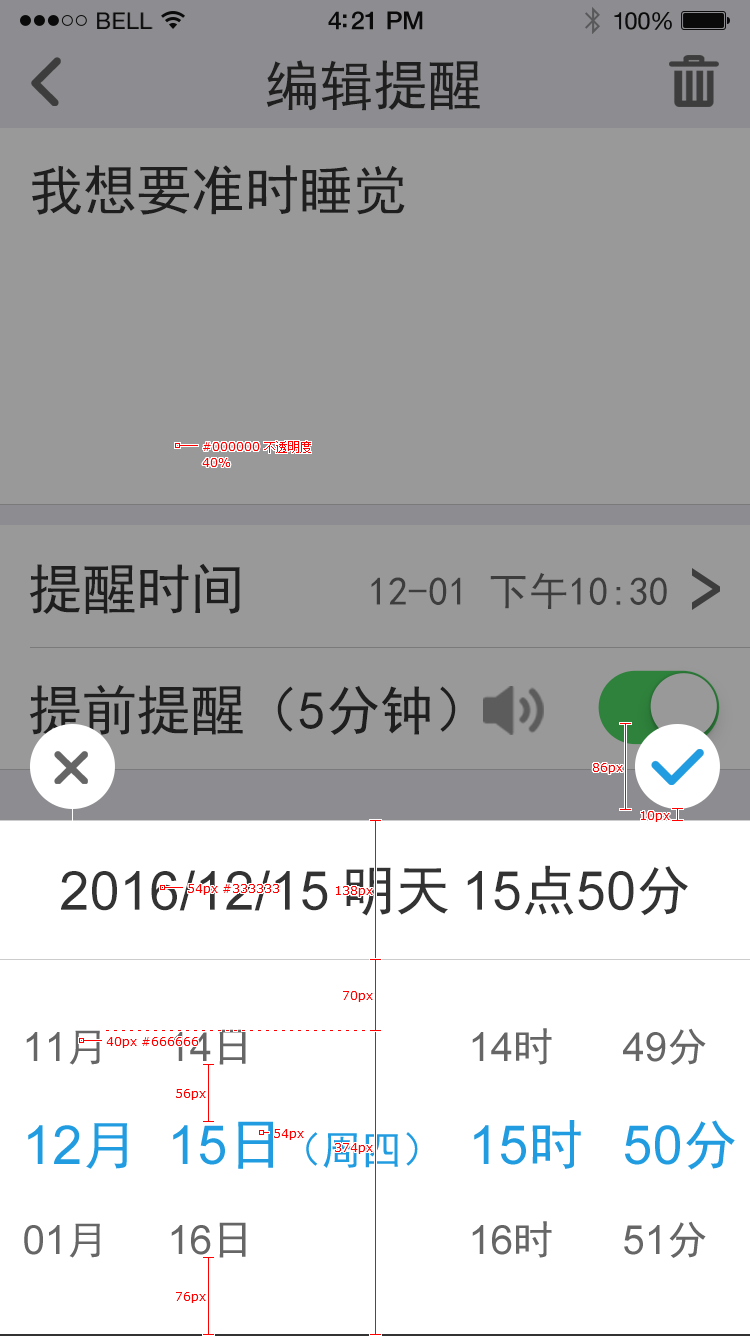 BELL 4:21 PM 100%
编辑提醒
我想要准时睡觉
#000000 不透明度
40%
提醒时间 12-01 下午10:30
提前提醒（5分钟）
86px
10px
2016/12/15 明天 15点50分
54px #333333
138px
70px
11月 14日 14时 49分
40px #666666
56px
12月 15日（周四） 15时 50分
54px
374px
01月 16日 16时 51分
76px